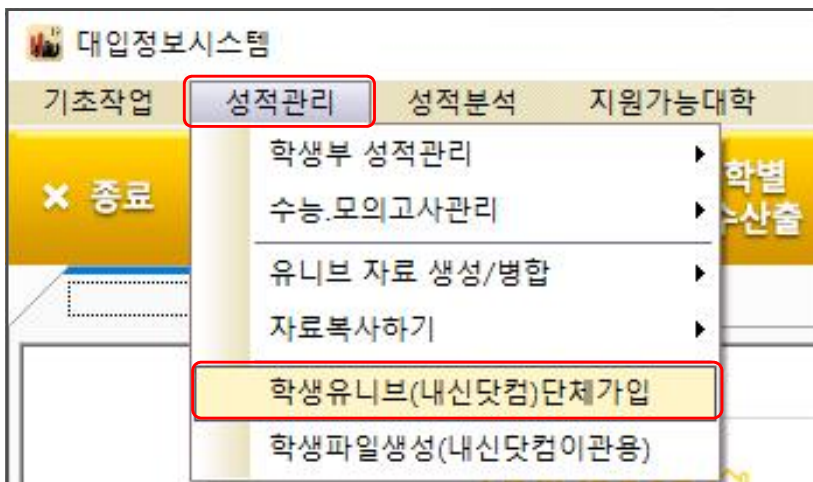 대입정보시스템
기초작업 성적관리 성적분석 지원가능대학
학생부 성적관리
× 종료
학별
수능.모의고사관리
수산출
유니브 자료 생성/병합
자료복사하기
학생유니브(내신닷컴)단체가입
학생파일생성(내신닷컴이관용)